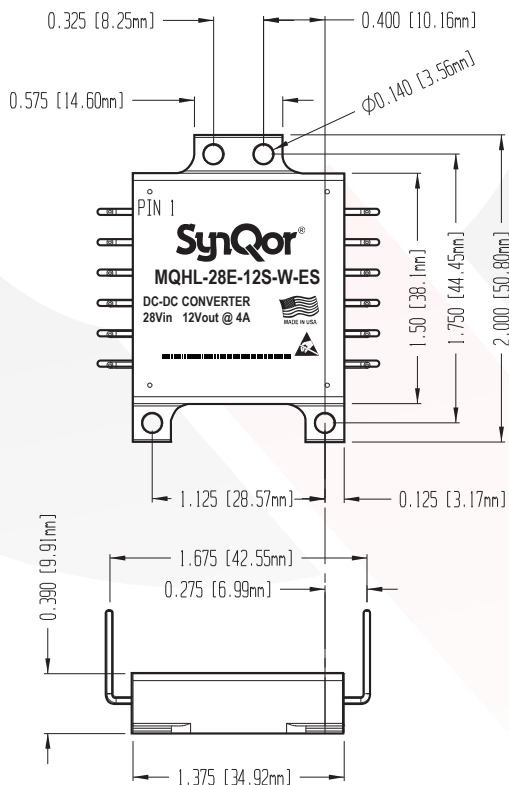 0.325 [8.25mm]
0.400 [10.16mm]
0.575 [14.60mm]
Ø0.140 [3.56mm]
PIN 1
SynQor®
MQHL-28E-12S-W-ES
DC-DC CONVERTER
28Vin 12Vout @ 4A
MADE IN USA
1.50 [38.1mm]
1.750 [44.45mm]
2.000 [50.80mm]
1.125 [28.57mm]
0.125 [3.17mm]
1.675 [42.55mm]
0.275 [6.99mm]
0.390 [9.91mm]
1.375 [34.92mm]